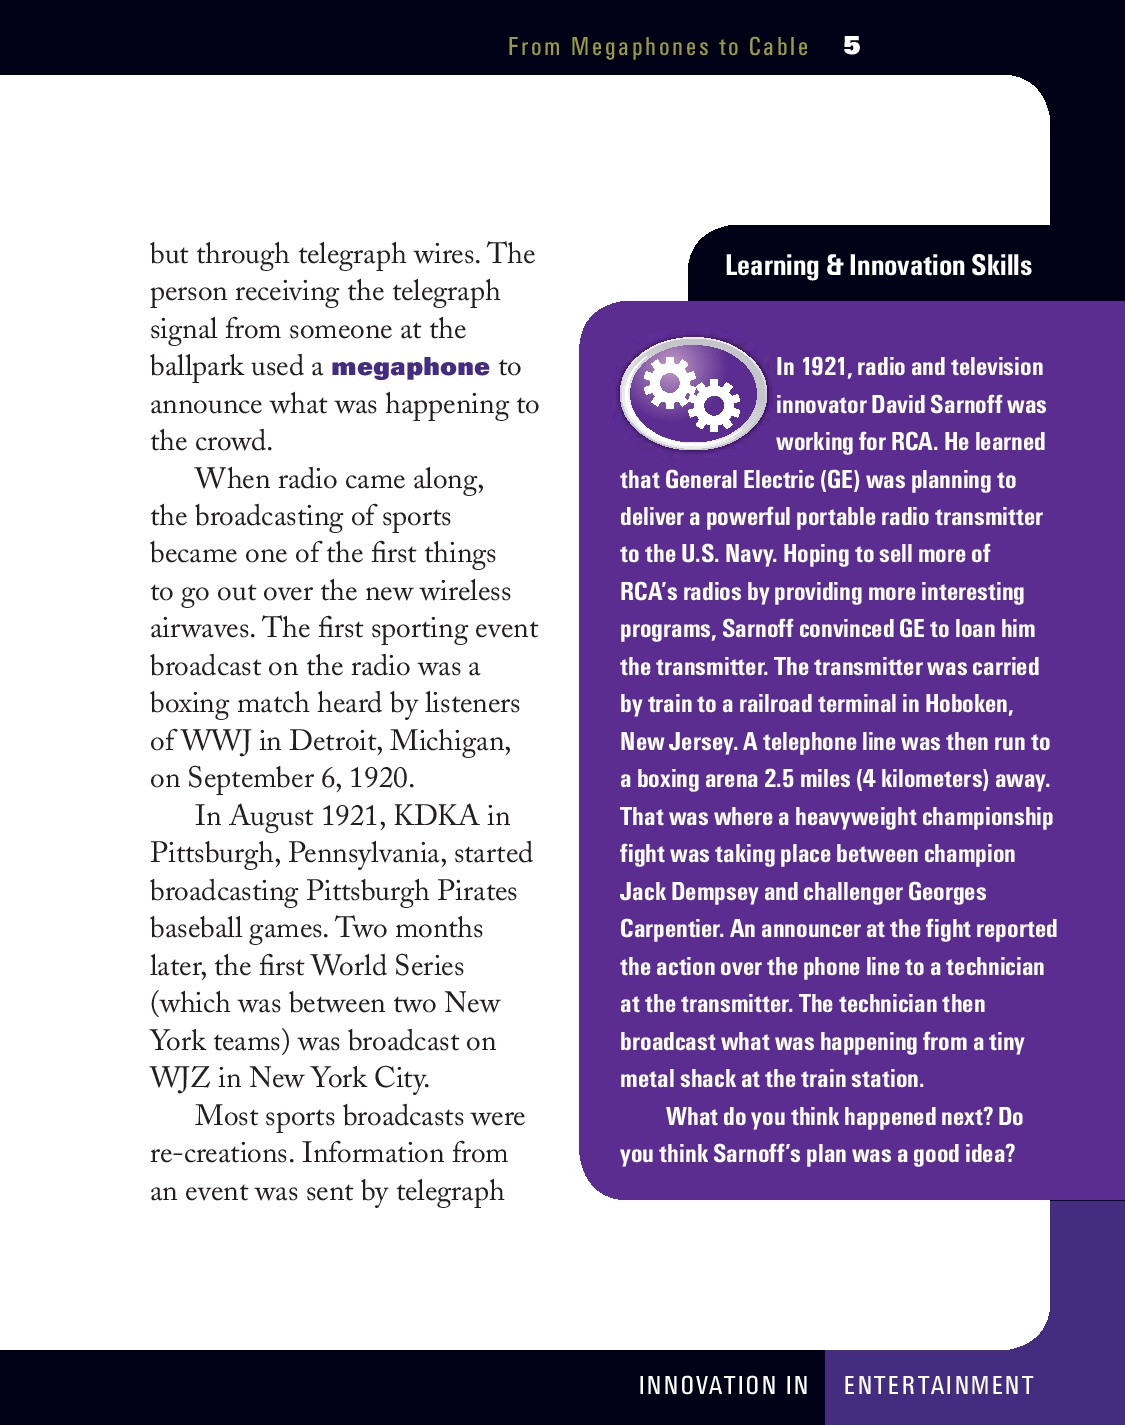 From Megaphones to Cable 5
but through telegraph wires. The
person receiving the telegraph
signal from someone at the
ballpark used a megaphone to
announce what was happening to
the crowd.
When radio came along,
the broadcasting of sports
became one of the first things
to go out over the new wireless
airwaves. The first sporting event
broadcast on the radio was a
boxing match heard by listeners
of WWJ in Detroit, Michigan,
on September 6, 1920.
In August 1921, KDKA in
Pittsburgh, Pennsylvania, started
broadcasting Pittsburgh Pirates
baseball games. Two months
later, the first World Series
(which was between two New
York teams) was broadcast on
WJZ in New York City.
Most sports broadcasts were
re-creations. Information from
an event was sent by telegraph
Learning & Innovation Skills
In 1921, radio and television
innovator David Sarnoff was
working for RCA. He learned
that General Electric (GE) was planning to
deliver a powerful portable radio transmitter
to the U.S. Navy. Hoping to sell more of
RCA's radios by providing more interesting
programs, Sarnoff convinced GE to loan him
the transmitter. The transmitter was carried
by train to a railroad terminal in Hoboken,
New Jersey. A telephone line was then run to
a boxing arena 2.5 miles (4 kilometers) away.
That was where a heavyweight championship
fight was taking place between champion
Jack Dempsey and challenger Georges
Carpentier. An announcer at the fight reported
the action over the phone line to a technician
at the transmitter. The technician then
broadcast what was happening from a tiny
metal shack at the train station.
What do you think happened next? Do
you think Sarnoff's plan was a good idea?
INNOVATION IN ENTERTAINMENT